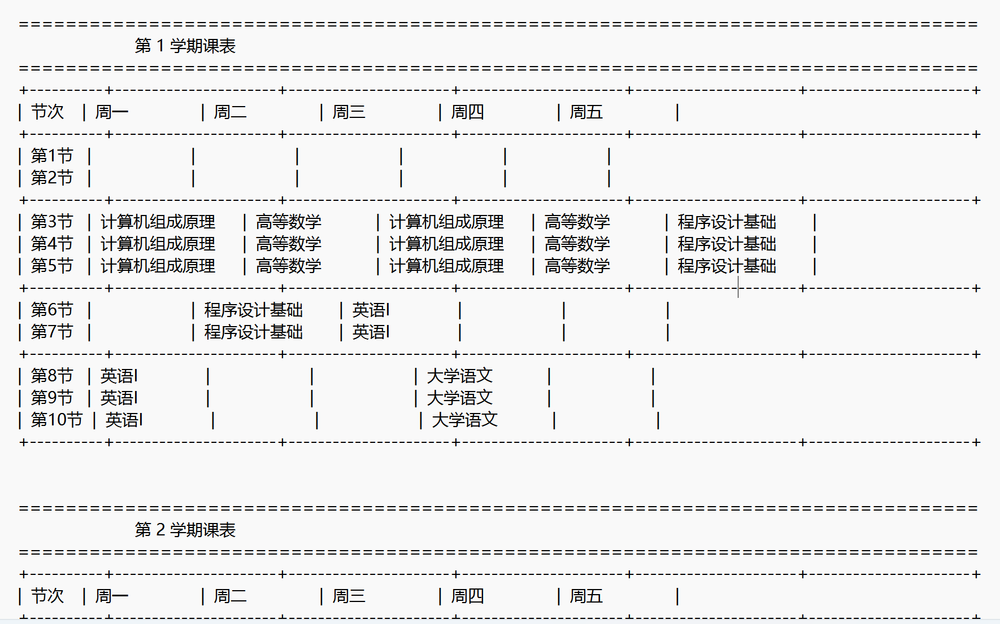 =================================================================================
第 1 学期课表
=================================================================================
+----------+----------------------+----------------------+----------------------+----------------------+----------------------+
| 节次 | 周一 | 周二 | 周三 | 周四 | 周五 |
+----------+----------------------+----------------------+----------------------+----------------------+----------------------+
| 第1节 | | | | | |
| 第2节 | | | | | |
+----------+----------------------+----------------------+----------------------+----------------------+----------------------+
| 第3节 | 计算机组成原理 | 高等数学 | 计算机组成原理 | 高等数学 | 程序设计基础 |
| 第4节 | 计算机组成原理 | 高等数学 | 计算机组成原理 | 高等数学 | 程序设计基础 |
| 第5节 | 计算机组成原理 | 高等数学 | 计算机组成原理 | 高等数学 | 程序设计基础 |
+----------+----------------------+----------------------+----------------------+----------------------+----------------------+
| 第6节 | | 程序设计基础 | 英语I | | | |
| 第7节 | | 程序设计基础 | 英语I | | | |
+----------+----------------------+----------------------+----------------------+----------------------+----------------------+
| 第8节 | 英语I | | | 大学语文 | |
| 第9节 | 英语I | | | 大学语文 | |
| 第10节 | 英语I | | | 大学语文 | |
+----------+----------------------+----------------------+----------------------+----------------------+----------------------+
=================================================================================
第 2 学期课表
=================================================================================
+----------+----------------------+----------------------+----------------------+----------------------+----------------------+
| 节次 | 周一 | 周二 | 周三 | 周四 | 周五 |
+----------+----------------------+----------------------+----------------------+----------------------+----------------------+